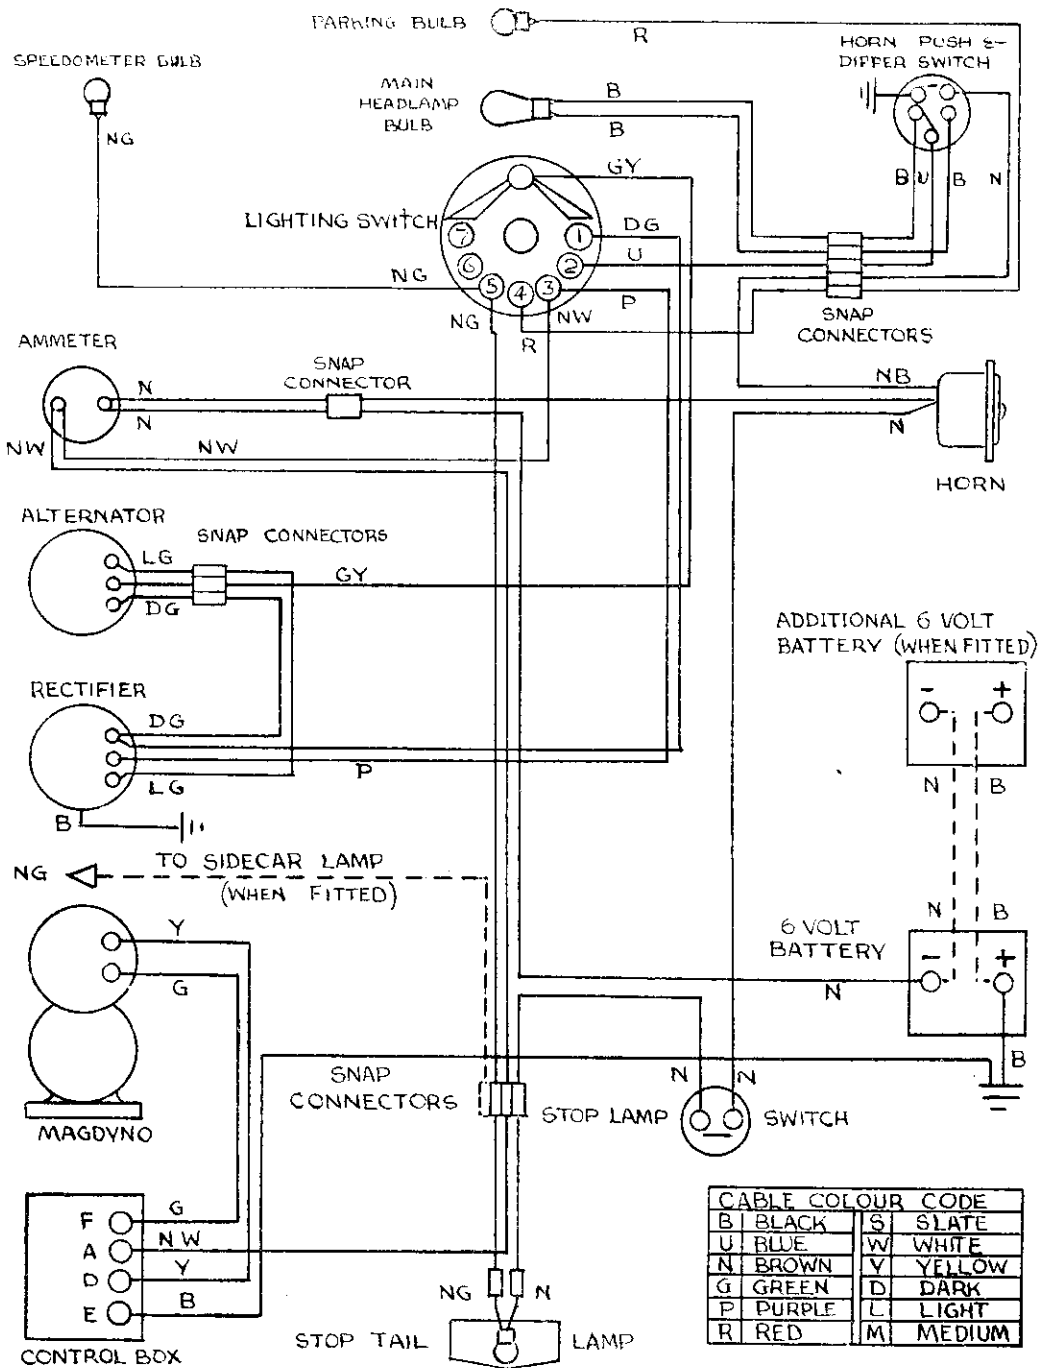 PARKING BULB
R
HORN PUSH &
DIPPER SWITCH
SPEEDOMETER BULB
NG
MAIN
HEADLAMP
BULB
B
B
GY
B U B N
LIGHTING SWITCH
7
1
DG
6
2
U
NG
5
4
3
P
NG
R
NW
SNAP
CONNECTORS
AMMETER
SNAP
CONNECTOR
N
N
NB
N
NW
NW
HORN
ALTERNATOR
SNAP CONNECTORS
LG
GY
DG
ADDITIONAL 6 VOLT
BATTERY (WHEN FITTED)
- +
N B
RECTIFIER
DG
P
LG
B
TO SIDECAR LAMP
NG
(WHEN FITTED)
Y
G
N B
6 VOLT
BATTERY
- +
N
B
MAGDYNO
SNAP
CONNECTORS
N N
STOP LAMP SWITCH
F G
A NW
D Y
E B
CONTROL BOX
NG N
STOP TAIL LAMP
CABLE COLOUR CODE
B BLACK S SLATE
U BLUE W WHITE
N BROWN Y YELLOW
G GREEN D DARK
P PURPLE L LIGHT
R RED M MEDIUM